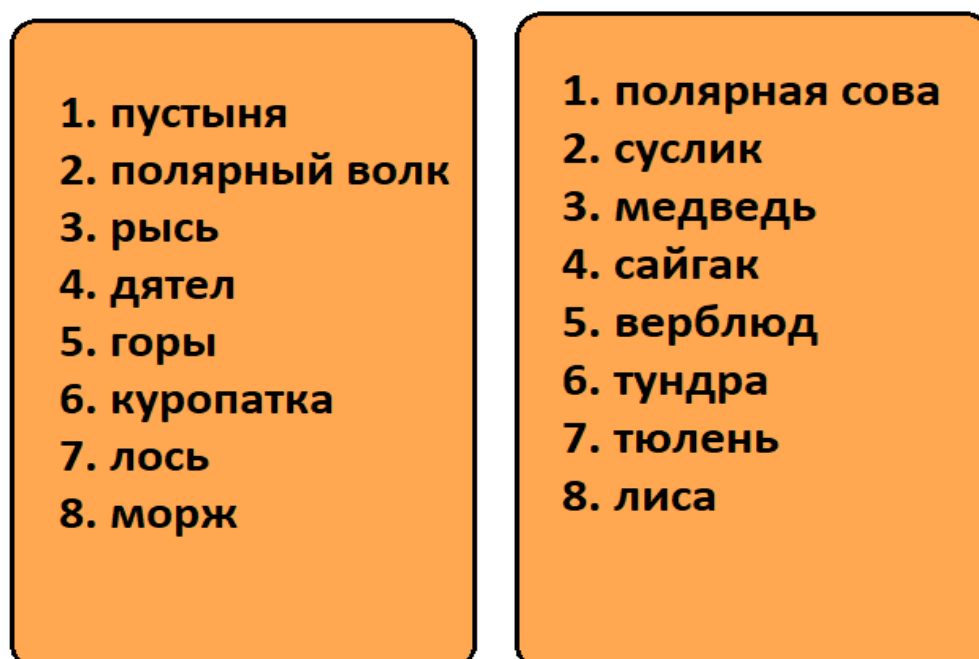 1. пустыня
2. полярный волк
3. рысь
4. дятел
5. горы
6. куропатка
7. лось
8. морж
1. полярная сова
2. суслик
3. медведь
4. сайгак
5. верблюд
6. тундра
7. тюлень
8. лиса